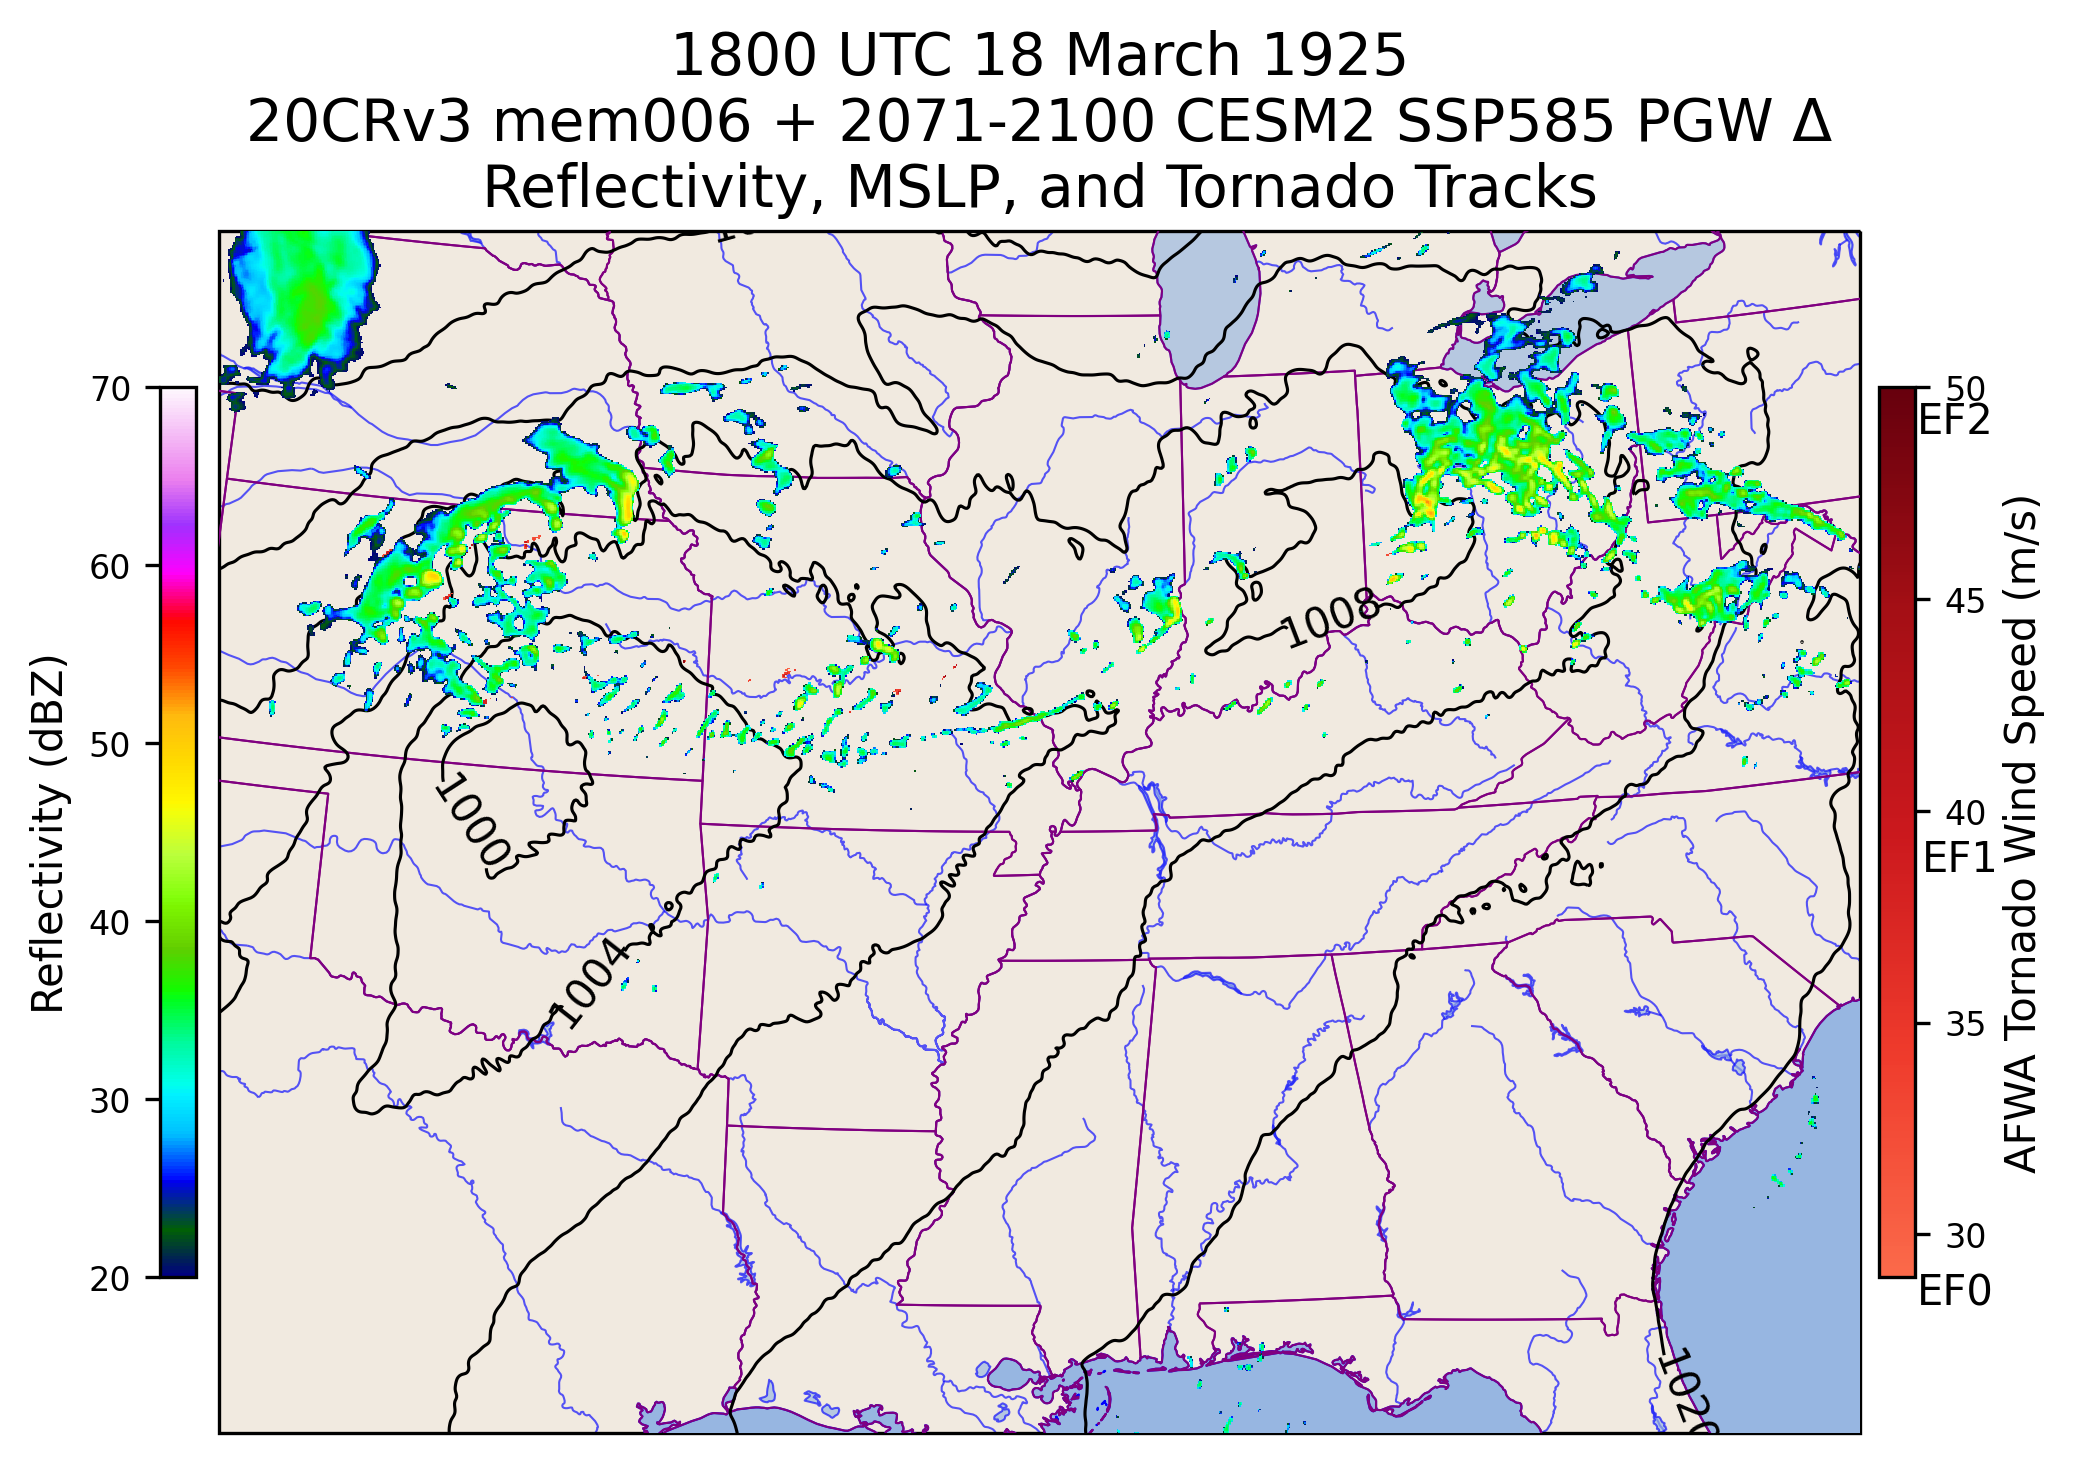 1800 UTC 18 March 1925
20CRv3 mem006 + 2071-2100 CESM2 SSP585 PGW Δ
Reflectivity, MSLP, and Tornado Tracks
70
60
50
40
30
20
Reflectivity (dBZ)
1008
1000
1004
1020
50
EF2
45
40
EF1
35
30
EF0
AFWA Tornado Wind Speed (m/s)